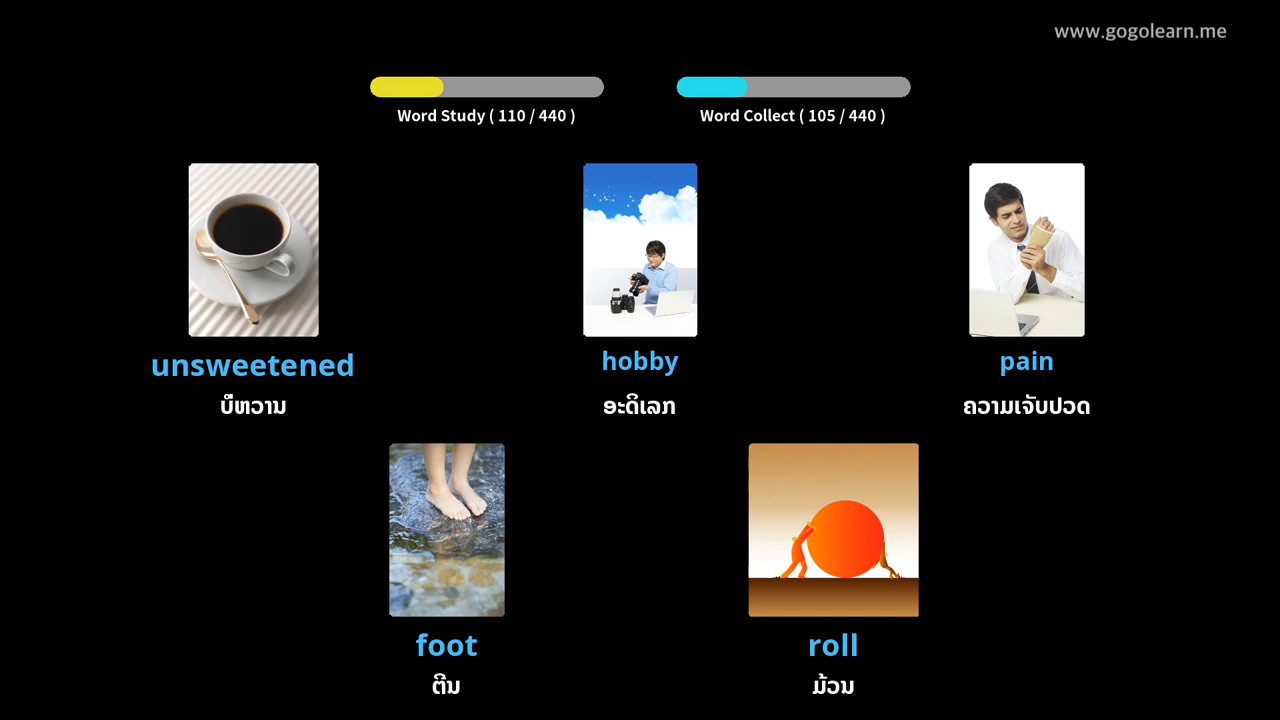 www.gogolearn.me
Word Study ( 110 / 440 )
Word Collect ( 105 / 440 )
unsweetened
ບໍ່ຫວານ
hobby
ອະດິເລກ
pain
ຄວາມເຈັບປວດ
foot
ຕີນ
roll
ມ້ວນ